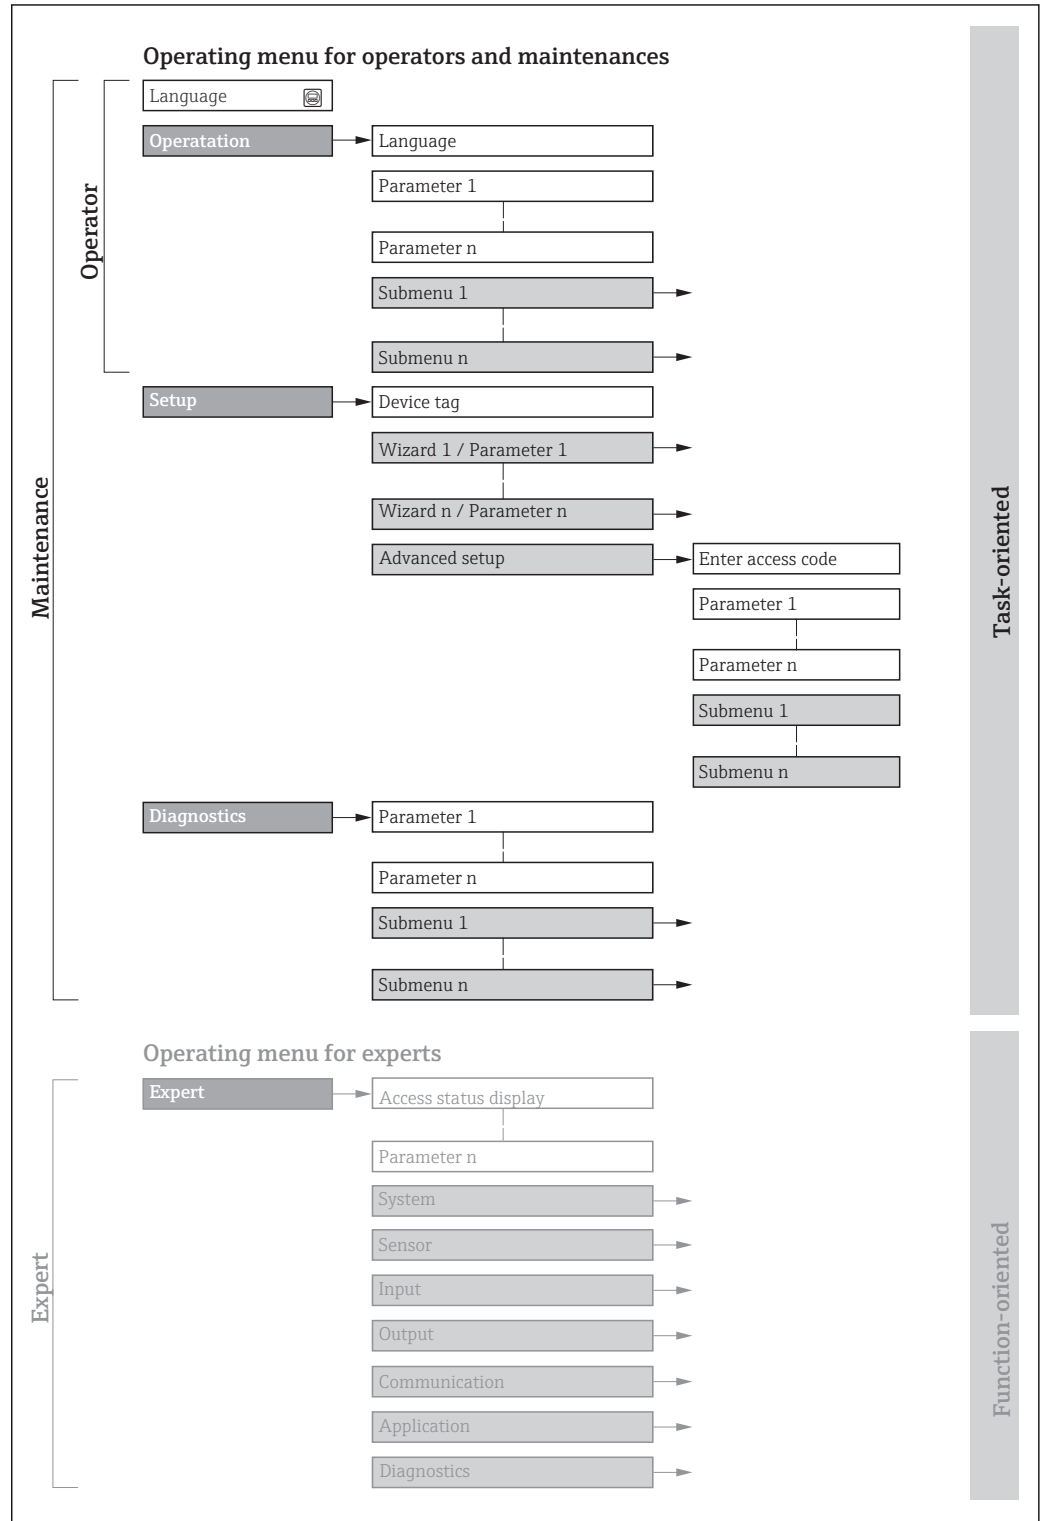 Operating menu for operators and maintenances
Language
Operatation
Language
Parameter 1
Parameter n
Submenu 1
Submenu n
Operator
Setup
Device tag
Wizard 1 / Parameter 1
Wizard n / Parameter n
Advanced setup
Enter access code
Parameter 1
Parameter n
Submenu 1
Submenu n
Maintenance
Task-oriented
Diagnostics
Parameter 1
Parameter n
Submenu 1
Submenu n
Operating menu for experts
Expert
Access status display
Parameter n
System
Sensor
Input
Output
Communication
Application
Diagnostics
Expert
Function-oriented